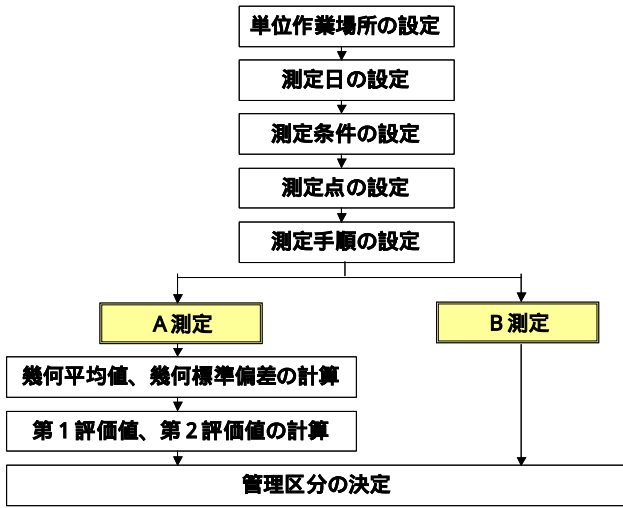 単位作業場所の設定
測定日の設定
測定条件の設定
測定点の設定
測定手順の設定
A測定
B測定
幾何平均値、幾何標準偏差の計算
第1評価値、第2評価値の計算
管理区分の決定